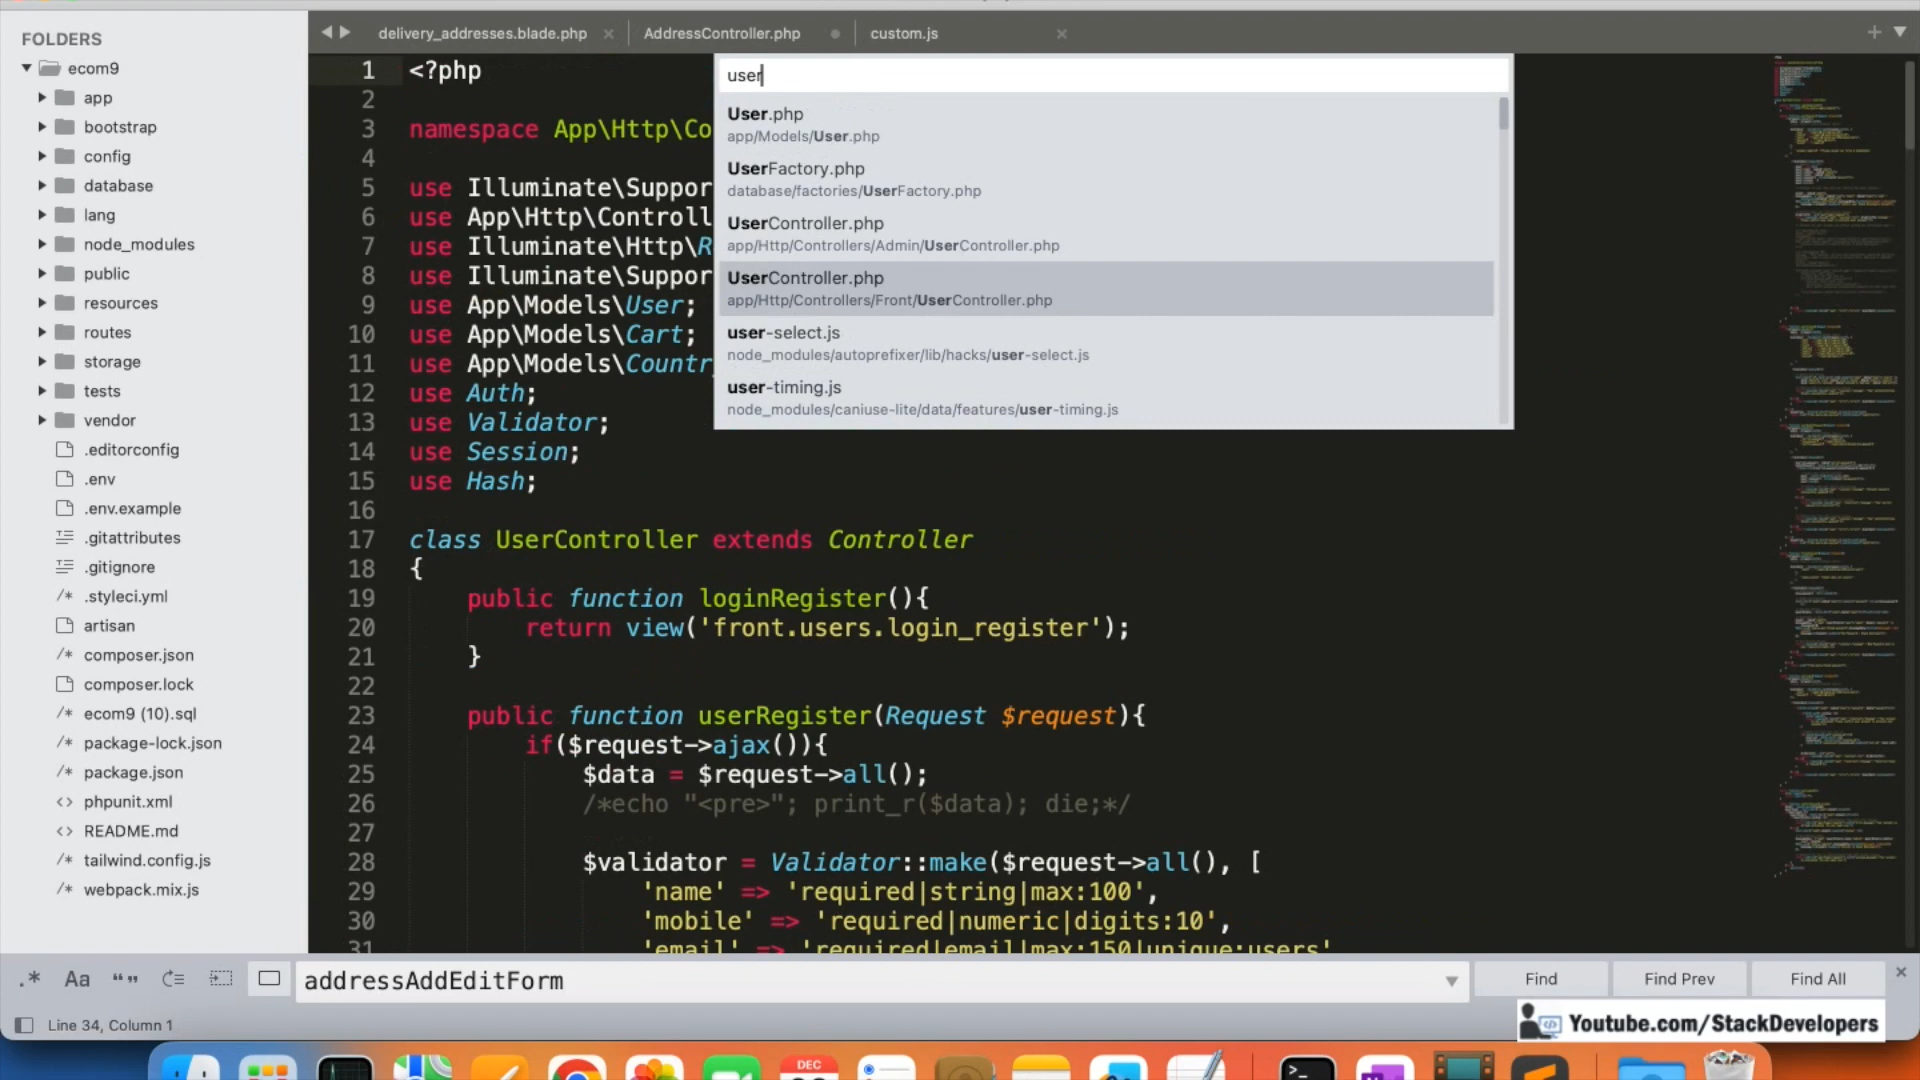 FOLDERS
ecom9
app
bootstrap
config
database
lang
node_modules
public
resources
routes
storage
tests
vendor
.editorconfig
.env
.env.example
.gitattributes
.gitignore
/* .styleci.yml
artisan
/* composer.json
composer.lock
/* ecom9 (10).sql
/* package-lock.json
/* package.json
<> phpunit.xml
<> README.md
/* tailwind.config.js
/* webpack.mix.js
delivery_addresses.blade.php
AddressController.php
custom.js
user
User.php
app/Models/User.php
UserFactory.php
database/factories/UserFactory.php
UserController.php
app/Http/Controllers/Admin/UserController.php
UserController.php
app/Http/Controllers/Front/UserController.php
user-select.js
node_modules/autoprefixer/lib/hacks/user-select.js
user-timing.js
node_modules/caniuse-lite/data/features/user-timing.js
1 <?php
2
3 namespace App\Http\Co
4
5 use Illuminate\Suppor
6 use App\Http\Controll
7 use Illuminate\Http\R
8 use Illuminate\Suppor
9 use App\Models\User;
10 use App\Models\Cart;
11 use App\Models\Countr
12 use Auth;
13 use Validator;
14 use Session;
15 use Hash;
16
17 class UserController extends Controller
18 {
19 public function loginRegister(){
20 return view('front.users.login_register');
21 }
22
23 public function userRegister(Request $request){
24 if($request->ajax()){
25 $data = $request->all();
26 /*echo "<pre>"; print_r($data); die;*/
27
28 $validator = Validator::make($request->all(), [
29 'name' => 'required|string|max:100',
30 'mobile' => 'required|numeric|digits:10',
31 'email' => 'required|email|max:150|unique:users'
.* Aa “” addressAddEditForm Find Find Prev Find All
Line 34, Column 1
Youtube.com/StackDevelopers
DEC